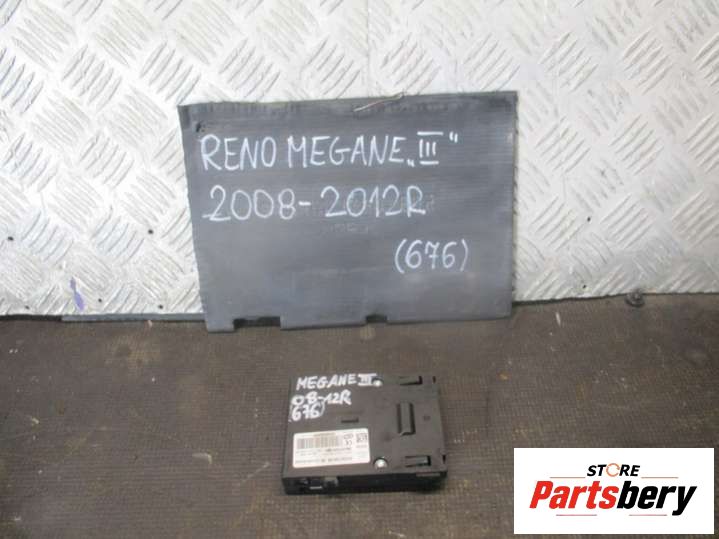 RENO MEGANE „III“
2008-2012R
(676)
MEGANE III
08-12R
(676)
STORE
Partsbery